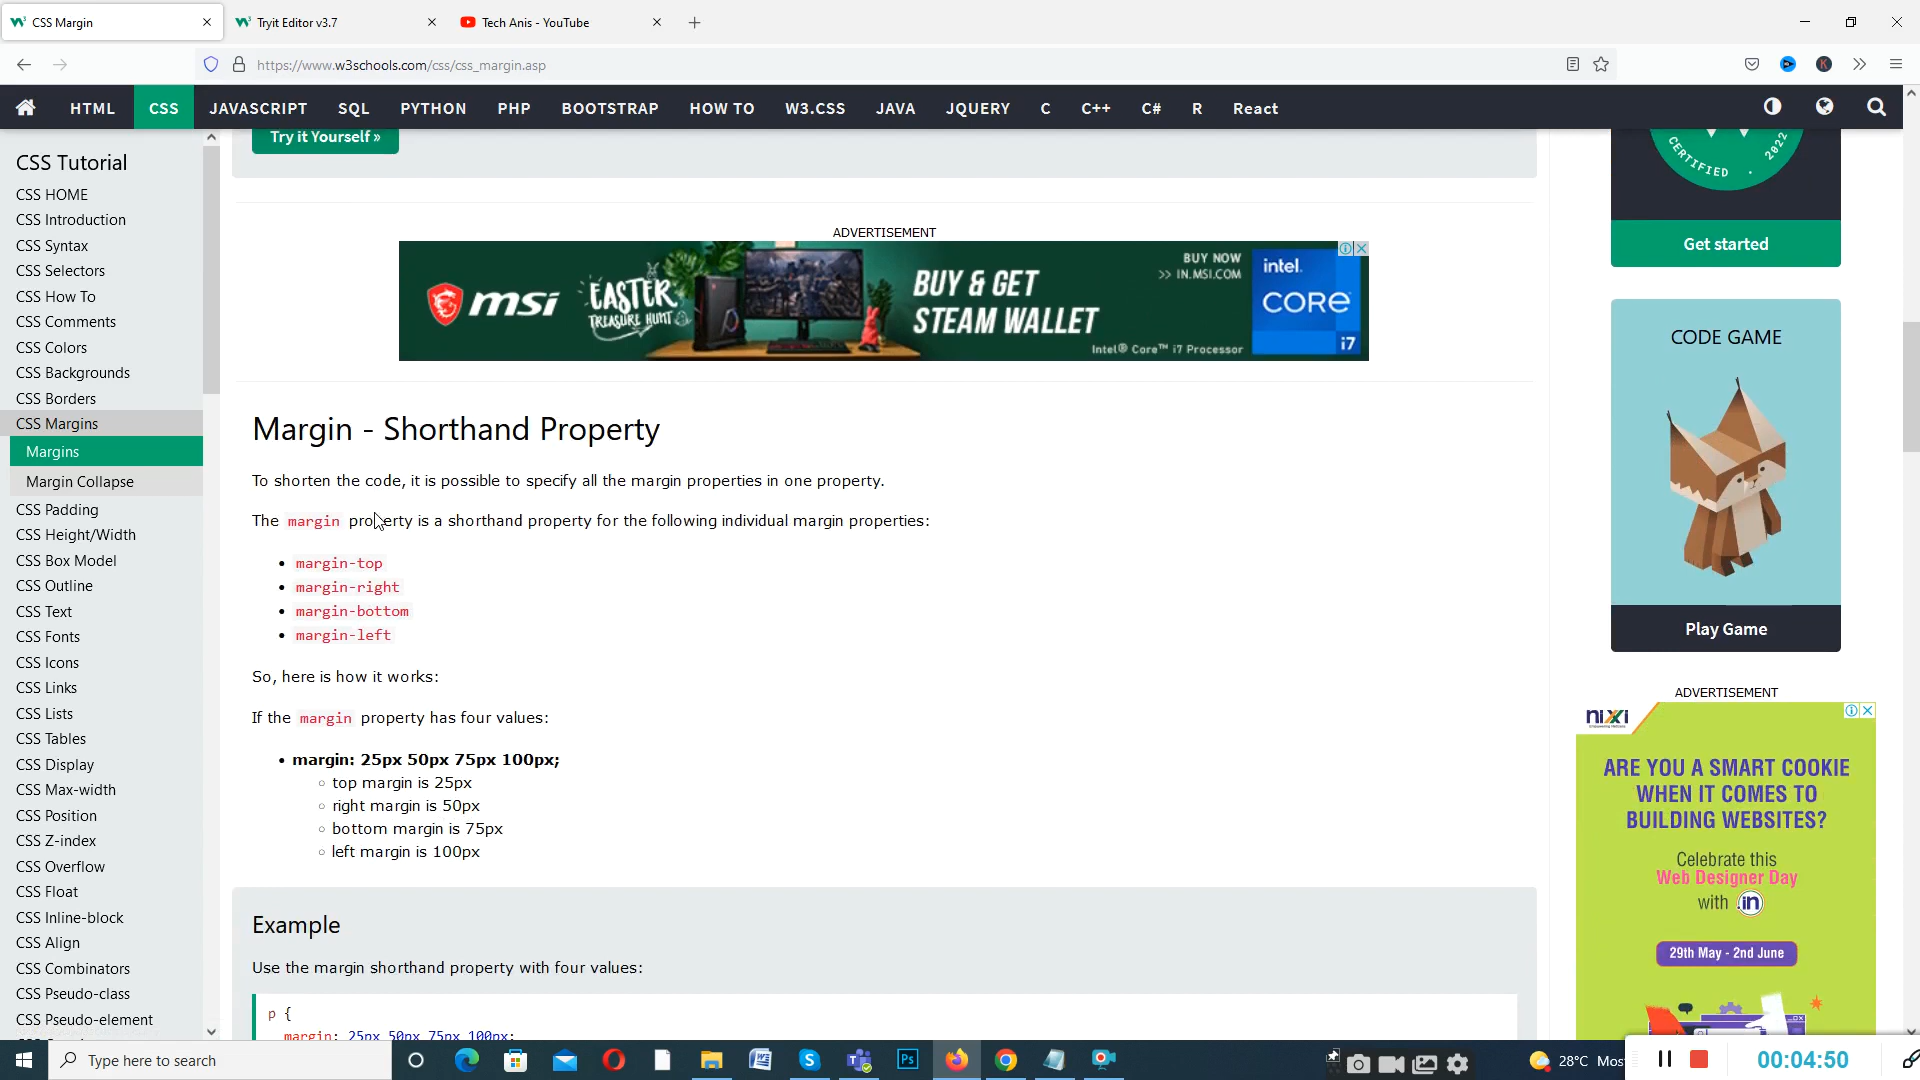 CSS Margin
Tryit Editor v3.7
Tech Anis - YouTube
https://www.w3schools.com/css/css_margin.asp
HTML CSS JAVASCRIPT SQL PYTHON PHP BOOTSTRAP HOW TO W3.CSS JAVA JQUERY C C++ C# R React
CSS Tutorial
CSS HOME
CSS Introduction
CSS Syntax
CSS Selectors
CSS How To
CSS Comments
CSS Colors
CSS Backgrounds
CSS Borders
CSS Margins
Margins
Margin Collapse
CSS Padding
CSS Height/Width
CSS Box Model
CSS Outline
CSS Text
CSS Fonts
CSS Icons
CSS Links
CSS Lists
CSS Tables
CSS Display
CSS Max-width
CSS Position
CSS Z-index
CSS Overflow
CSS Float
CSS Inline-block
CSS Align
CSS Combinators
CSS Pseudo-class
CSS Pseudo-element
Try it Yourself »
ADVERTISEMENT
msi
EASTER
TREASURE HUNT
BUY & GET
STEAM WALLET
BUY NOW
>> IN.MSI.COM
Intel® Core™ i7 Processor
intel.
CORE
i7
Margin - Shorthand Property
To shorten the code, it is possible to specify all the margin properties in one property.
The margin property is a shorthand property for the following individual margin properties:
• margin-top
• margin-right
• margin-bottom
• margin-left
So, here is how it works:
If the margin property has four values:
• margin: 25px 50px 75px 100px;
○ top margin is 25px
○ right margin is 50px
○ bottom margin is 75px
○ left margin is 100px
Example
Use the margin shorthand property with four values:
p {
margin: 25px 50px 75px 100px;
CERTIFIED . 2022
Get started
CODE GAME
Play Game
ADVERTISEMENT
nixi
ARE YOU A SMART COOKIE
WHEN IT COMES TO
BUILDING WEBSITES?
Celebrate this
Web Designer Day
with .in
29th May - 2nd June
Type here to search
28°C
00:04:50